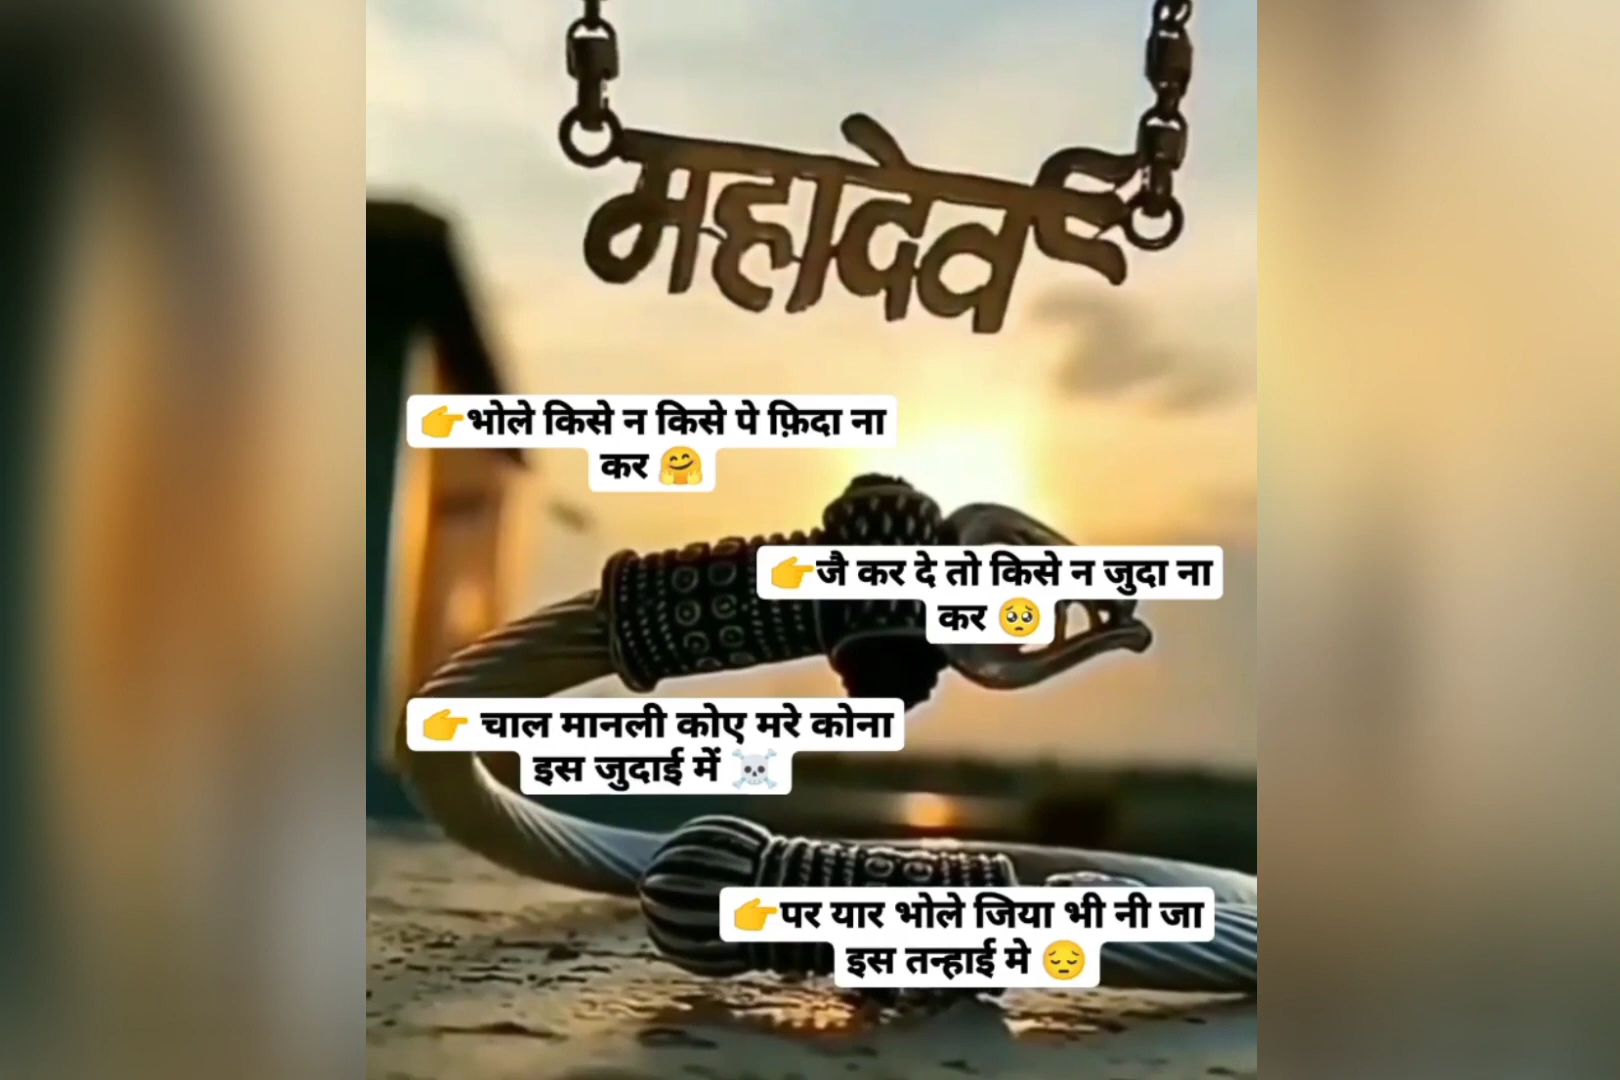 महादेव
👉भोले किसे न किसे पे फ़िदा ना
कर 🤗
👉जै कर दे तो किसे न जुदा ना
कर 🥺
👉 चाल मानली कोए मरे कोना
इस जुदाई में ☠️
👉पर यार भोले जिया भी नी जा
इस तन्हाई मे 😔